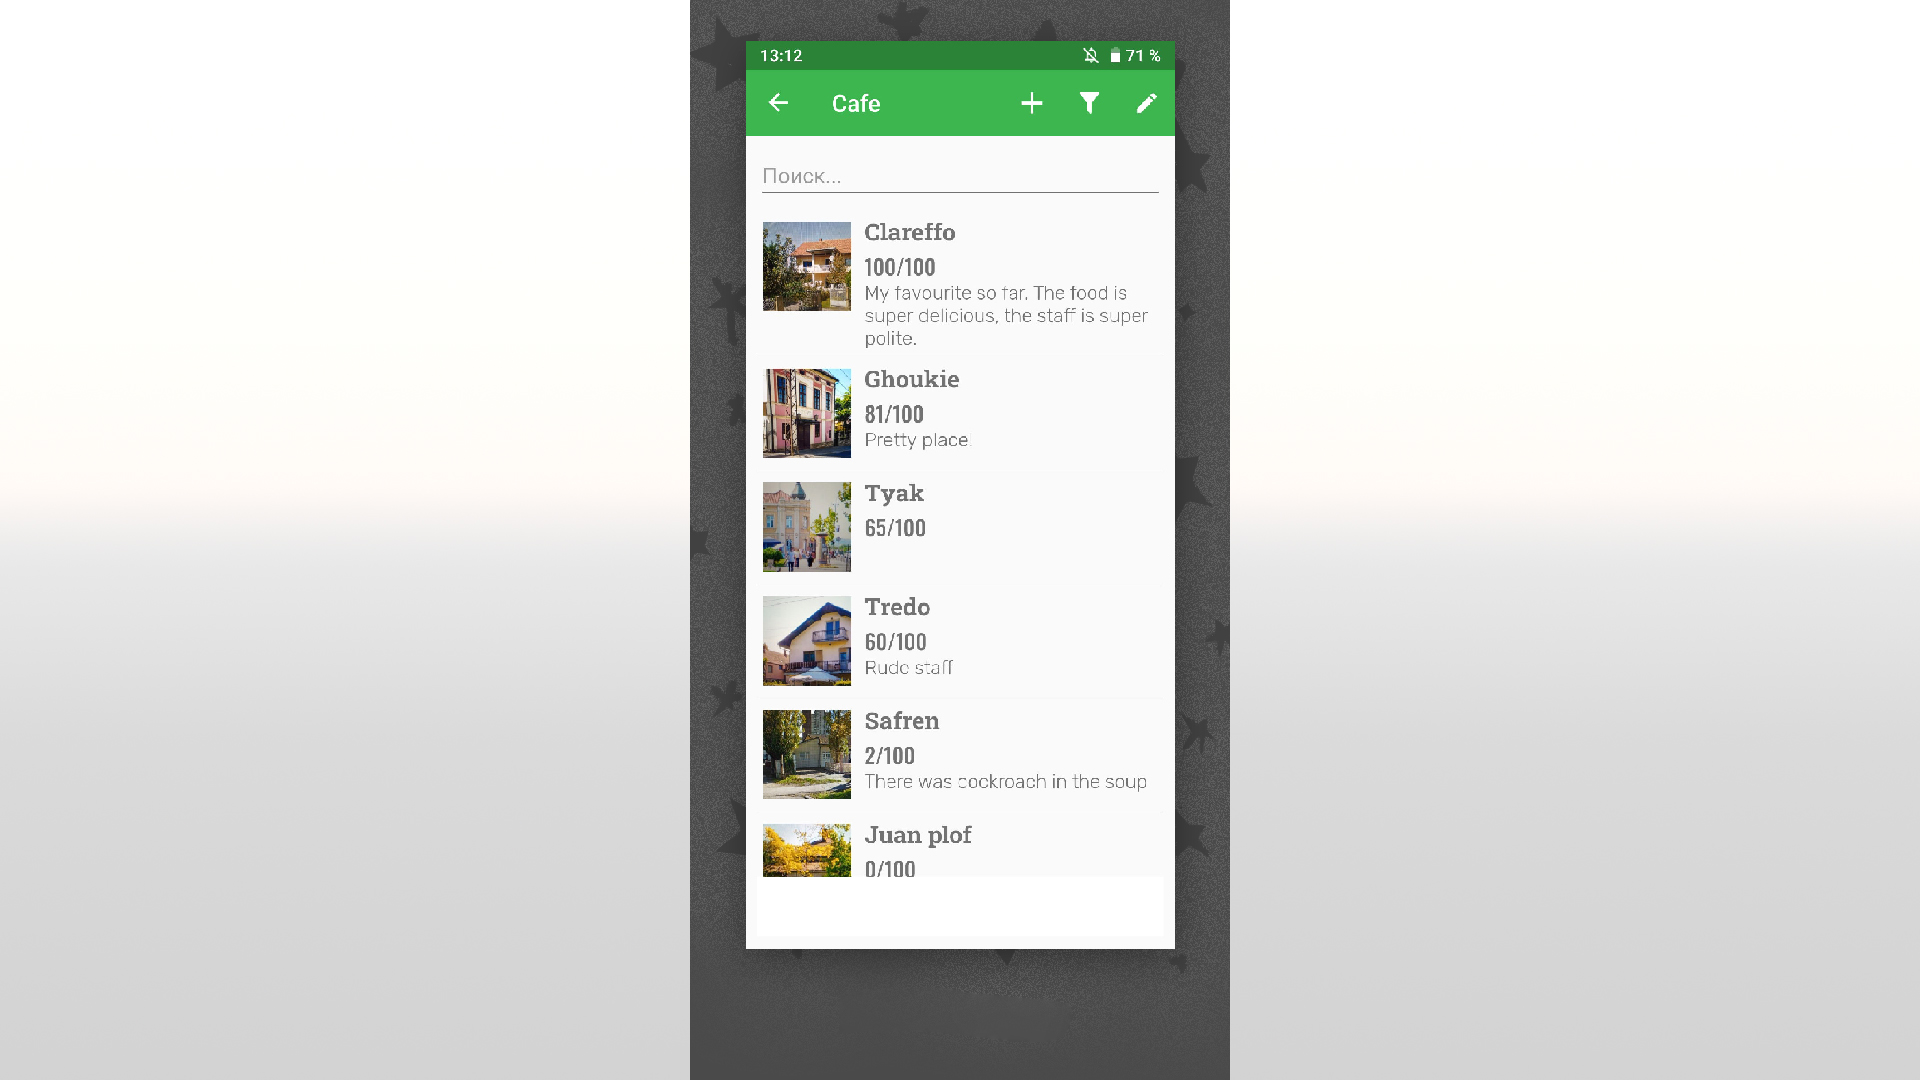 13:12
71 %
Cafe
Поиск...
Clareffo
100/100
My favourite so far. The food is
super delicious, the staff is super
polite.
Ghoukie
81/100
Pretty place.
Tyak
65/100
Tredo
60/100
Rude staff
Safren
2/100
There was cockroach in the soup
Juan plof
0/100